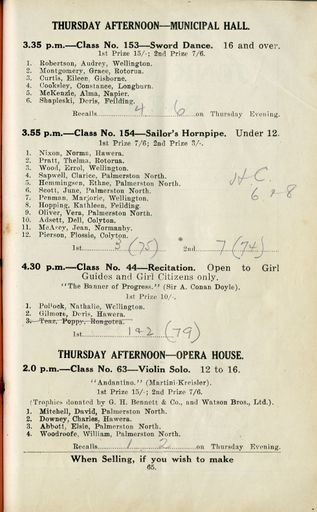 THURSDAY AFTERNOON—MUNICIPAL HALL.
3.35 p.m.—Class No. 153—Sword Dance. 16 and over.
1st Prize 15/-; 2nd Prize 7/6.
1. Robertson, Audrey, Wellington.
2. Montgomery, Grace, Rotorua.
3. Curtis, Eileen, Gisborne.
4. Cooksley, Constance, Longburn.
5. McKenzie, Alma, Napier.
6. Shapleski, Doris, Feilding.
Recalls 4 6 on Thursday Evening.
3.55 p.m.—Class No. 154—Sailor's Hornpipe. Under 12.
1st Prize 7/6; 2nd Prize 3/-.
1. Nixon, Norma, Hawera.
2. Pratt, Thelma, Rotorua.
3. Wood, Errol, Wellington.
4. Sapwell, Clarice, Palmerston North.
5. Hemmingsen, Ethne, Palmerston North.
6. Scott, June, Palmerston North.
7. Penman, Marjorie, Wellington.
8. Hopping, Kathleen, Feilding
9. Oliver, Vera, Palmerston North.
10. Adsett, Dell, Colyton.
11. McAvey, Jean, Normanby.
12. Pierson, Flossie, Colyton.
H.C.
6 + 8
1st 3 (75) 2nd 7 (74)
4.30 p.m.—Class No. 44—Recitation. Open to Girl
Guides and Girl Citizens only.
"The Banner of Progress." (Sir A. Conan Doyle).
1st Prize 10/-.
1. Pollock, Nathalie, Wellington.
2. Gilmore, Doris, Hawera.
3. Tear, Poppy, Rongotea.
1st 1+2 (79)
THURSDAY AFTERNOON—OPERA HOUSE.
2.0 p.m.—Class No. 63—Violin Solo. 12 to 16.
"Andantino." (Martini-Kreisler).
1st Prize 15/-; 2nd Prize 7/6.
(Trophies donated by G. H. Bennett & Co., and Watson Bros., Ltd.).
1. Mitchell, David, Palmerston North.
2. Downey, Charles, Hawera.
3. Abbott, Elsie, Palmerston North.
4. Woodroofe, William, Palmerston North.
Recalls 1 2 on Thursday Evening.
When Selling, if you wish to make
65.